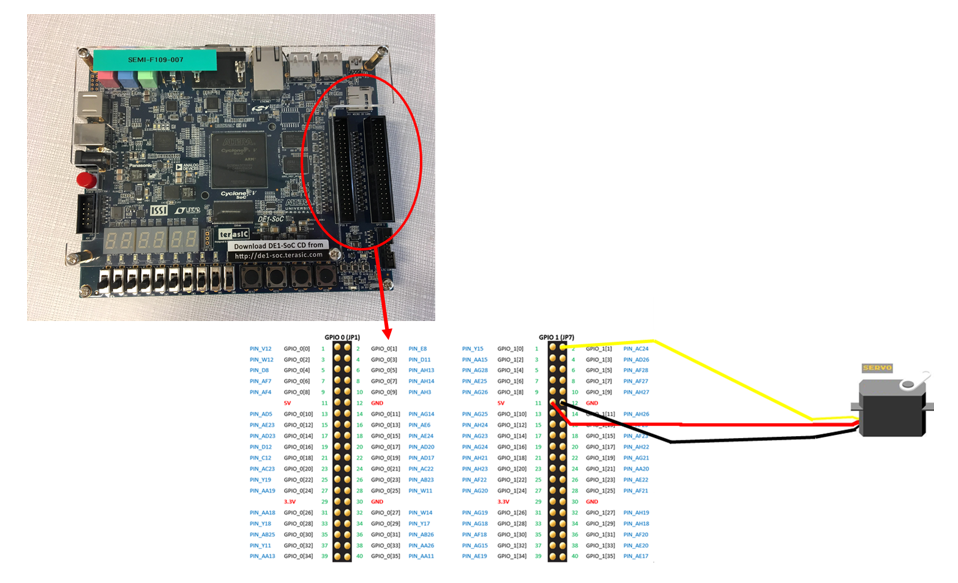 SEMI-F109-007
Cyclone V
SoC
ISSI
DE1-SoC
terasIC
Download DE1-SoC CD from
http://de1-soc.terasic.com
GPIO 0 (JP1)
PIN_V12 GPIO_0[0] 1 2 GPIO_0[1] PIN_E8
PIN_W12 GPIO_0[2] 3 4 GPIO_0[3] PIN_D11
PIN_D8 GPIO_0[4] 5 6 GPIO_0[5] PIN_AH13
PIN_AF7 GPIO_0[6] 7 8 GPIO_0[7] PIN_AH14
PIN_AF4 GPIO_0[8] 9 10 GPIO_0[9] PIN_AH3
5V 11 12 GND
PIN_AD5 GPIO_0[10] 13 14 GPIO_0[11] PIN_AG14
PIN_AE23 GPIO_0[12] 15 16 GPIO_0[13] PIN_AE6
PIN_AD23 GPIO_0[14] 17 18 GPIO_0[15] PIN_AE24
PIN_D12 GPIO_0[16] 19 20 GPIO_0[17] PIN_AD20
PIN_C12 GPIO_0[18] 21 22 GPIO_0[19] PIN_AD17
PIN_AC23 GPIO_0[20] 23 24 GPIO_0[21] PIN_AC22
PIN_Y19 GPIO_0[22] 25 26 GPIO_0[23] PIN_AB23
PIN_AA19 GPIO_0[24] 27 28 GPIO_0[25] PIN_W11
3.3V 29 30 GND
PIN_AA18 GPIO_0[26] 31 32 GPIO_0[27] PIN_W14
PIN_Y18 GPIO_0[28] 33 34 GPIO_0[29] PIN_Y17
PIN_AB25 GPIO_0[30] 35 36 GPIO_0[31] PIN_AB26
PIN_Y11 GPIO_0[32] 37 38 GPIO_0[33] PIN_AA26
PIN_AA13 GPIO_0[34] 39 40 GPIO_0[35] PIN_AA11
GPIO 1 (JP7)
PIN_Y15 GPIO_1[0] 1 2 GPIO_1[1] PIN_AC24
PIN_AA15 GPIO_1[2] 3 4 GPIO_1[3] PIN_AD26
PIN_AG28 GPIO_1[4] 5 6 GPIO_1[5] PIN_AF28
PIN_AE25 GPIO_1[6] 7 8 GPIO_1[7] PIN_AF27
PIN_AG26 GPIO_1[8] 9 10 GPIO_1[9] PIN_AH27
5V 11 12 GND
PIN_AG25 GPIO_1[10] 13 14 GPIO_1[11] PIN_AH26
PIN_AH24 GPIO_1[12] 15
PIN_AG23 GPIO_1[14] 17 18 GPIO_1[15]
PIN_AG24 GPIO_1[16] 19 20 GPIO_1[17] PIN_AH22
PIN_AH21 GPIO_1[18] 21 22 GPIO_1[19] PIN_AG21
PIN_AH23 GPIO_1[20] 23 24 GPIO_1[21] PIN_AA20
PIN_AF22 GPIO_1[22] 25 26 GPIO_1[23] PIN_AE22
PIN_AG20 GPIO_1[24] 27 28 GPIO_1[25] PIN_AF21
3.3V 29 30 GND
PIN_AG19 GPIO_1[26] 31 32 GPIO_1[27] PIN_AH19
PIN_AG18 GPIO_1[28] 33 34 GPIO_1[29] PIN_AH18
PIN_AF18 GPIO_1[30] 35 36 GPIO_1[31] PIN_AF20
PIN_AG15 GPIO_1[32] 37 38 GPIO_1[33] PIN_AE20
PIN_AE19 GPIO_1[34] 39 40 GPIO_1[35] PIN_AE17
SERVO